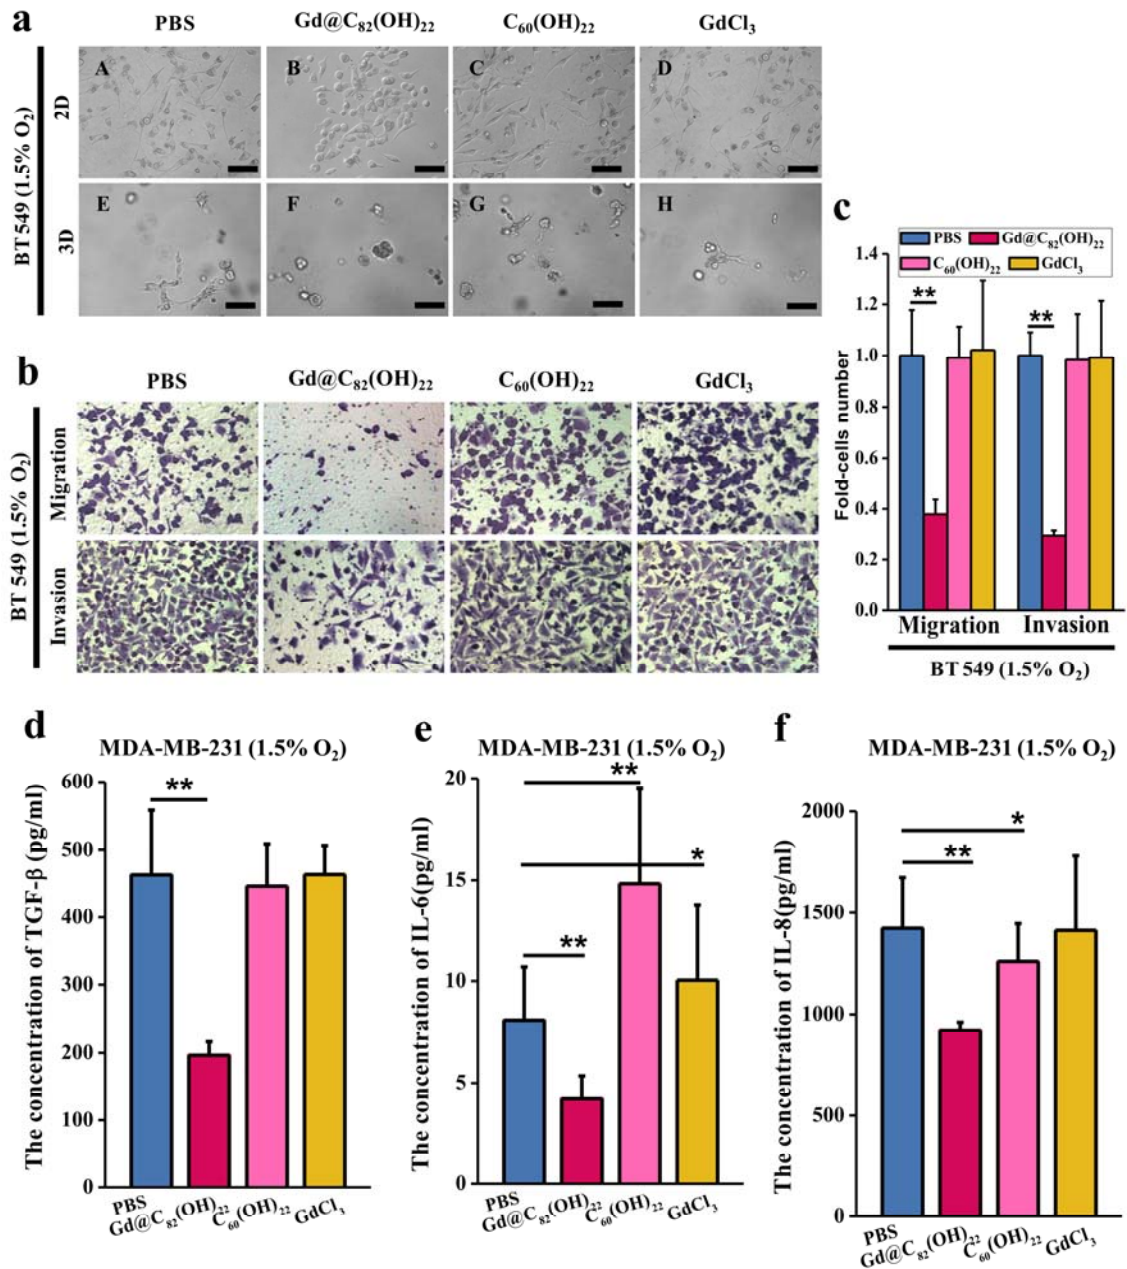 a
PBS
Gd@C₈₂(OH)₂₂
C₆₀(OH)₂₂
GdCl₃
BT 549 (1.5% O₂)
2D
A
B
C
D
3D
E
F
G
H
b
PBS
Gd@C₈₂(OH)₂₂
C₆₀(OH)₂₂
GdCl₃
BT 549 (1.5% O₂)
Migration
Invasion
c
PBS
Gd@C₈₂(OH)₂₂
C₆₀(OH)₂₂
GdCl₃
Fold-cells number
1.4
1.2
1.0
0.8
0.6
0.4
0.2
0.0
**
**
Migration
Invasion
BT 549 (1.5% O₂)
d
MDA-MB-231 (1.5% O₂)
The concentration of TGF-β (pg/ml)
600
500
400
300
200
100
0
**
PBS
Gd@C₈₂(OH)₂₂
C₆₀(OH)₂₂
GdCl₃
e
MDA-MB-231 (1.5% O₂)
The concentration of IL-6(pg/ml)
20
15
10
5
0
**
*
**
PBS
Gd@C₈₂(OH)₂₂
C₆₀(OH)₂₂
GdCl₃
f
MDA-MB-231 (1.5% O₂)
The concentration of IL-8(pg/ml)
2000
1500
1000
500
0
*
**
PBS
Gd@C₈₂(OH)₂₂
C₆₀(OH)₂₂
GdCl₃